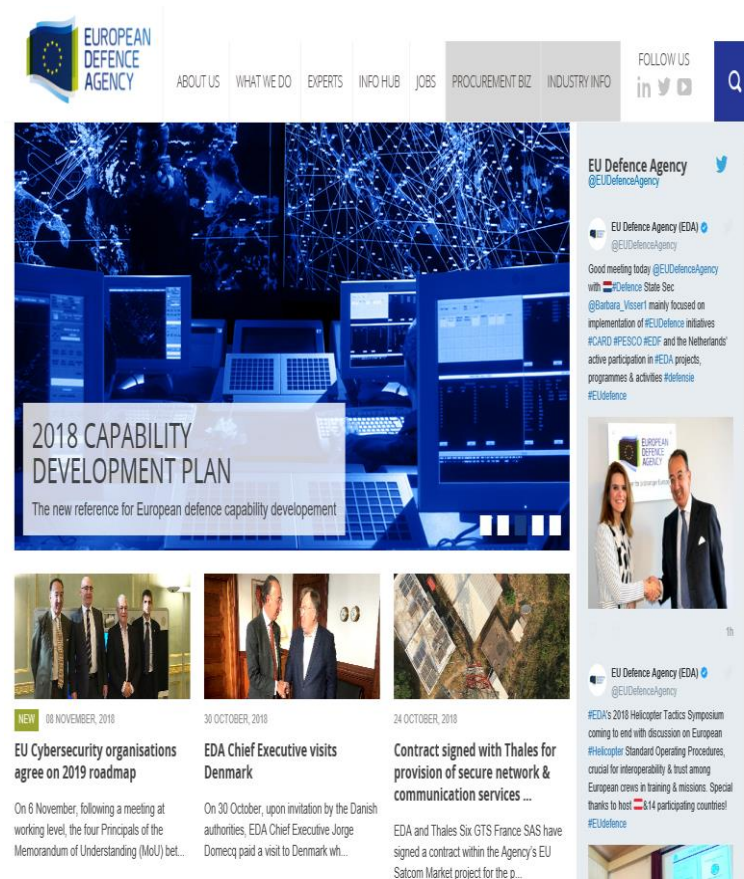 EUROPEAN
DEFENCE
AGENCY
ABOUT US
WHAT WE DO
EXPERTS
INFO HUB
JOBS
PROCUREMENT BIZ
INDUSTRY INFO
FOLLOW US
in
2018 CAPABILITY
DEVELOPMENT PLAN
The new reference for European defence capability developement
NEW 08 NOVEMBER, 2018
EU Cybersecurity organisations
agree on 2019 roadmap
On 6 November, following a meeting at
working level, the four Principals of the
Memorandum of Understanding (MoU) bet...
30 OCTOBER, 2018
EDA Chief Executive visits
Denmark
On 30 October, upon invitation by the Danish
authorities, EDA Chief Executive Jorge
Domecq paid a visit to Denmark wh...
24 OCTOBER, 2018
Contract signed with Thales for
provision of secure network &
communication services ...
EDA and Thales Six GTS France SAS have
signed a contract within the Agency's EU
Satcom Market project for the p...
EU Defence Agency
@EUDefenceAgency
EU Defence Agency (EDA)
@EUDefenceAgency
Good meeting today @EUDefenceAgency
with #Defence State Sec
@Barbara_Visser1 mainly focused on
implementation of #EUDefence initiatives
#CARD #PESCO #EDF and the Netherlands'
active participation in #EDA projects,
programmes & activities #defensie
#EUdefence
EUROPEAN
DEFENCE
AGENCY
1h
EU Defence Agency (EDA)
@EUDefenceAgency
#EDA's 2018 Helicopter Tactics Symposium
coming to end with discussion on European
#Helicopter Standard Operating Procedures,
crucial for interoperability & trust among
European crews in training & missions. Special
thanks to host &14 participating countries!
#EUdefence